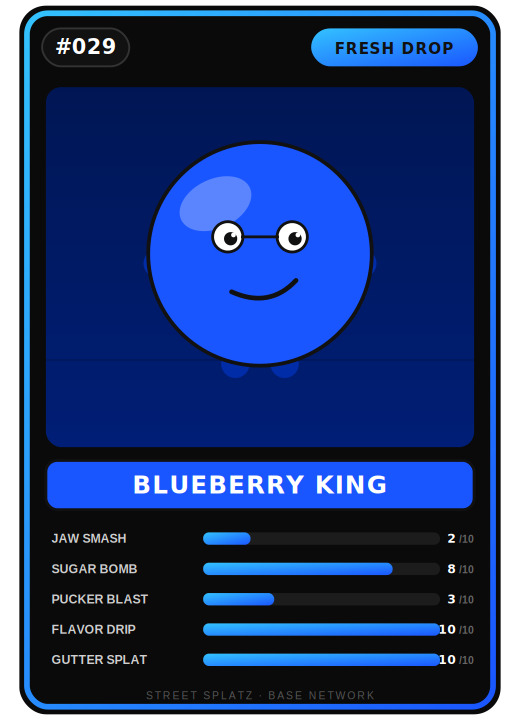 #029
FRESH DROP
BLUEBERRY KING
JAW SMASH 2 /10
SUGAR BOMB 8 /10
PUCKER BLAST 3 /10
FLAVOR DRIP 10 /10
GUTTER SPLAT 10 /10
STREET SPLATZ · BASE NETWORK